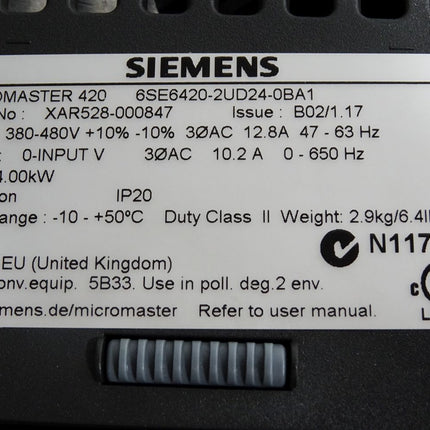 SIEMENS
OMASTER 420 6SE6420-2UD24-0BA1
No : XAR528-000847 Issue : B02/1.17
380-480V +10% -10% 3ØAC 12.8A 47 - 63 Hz
: 0-INPUT V 3ØAC 10.2 A 0 - 650 Hz
4.00kW
on IP20
ange : -10 - +50°C Duty Class II Weight: 2.9kg/6.4l
N117
EU (United Kingdom)
onv.equip. 5B33. Use in poll. deg.2 env.
mens.de/micromaster Refer to user manual.
c
L